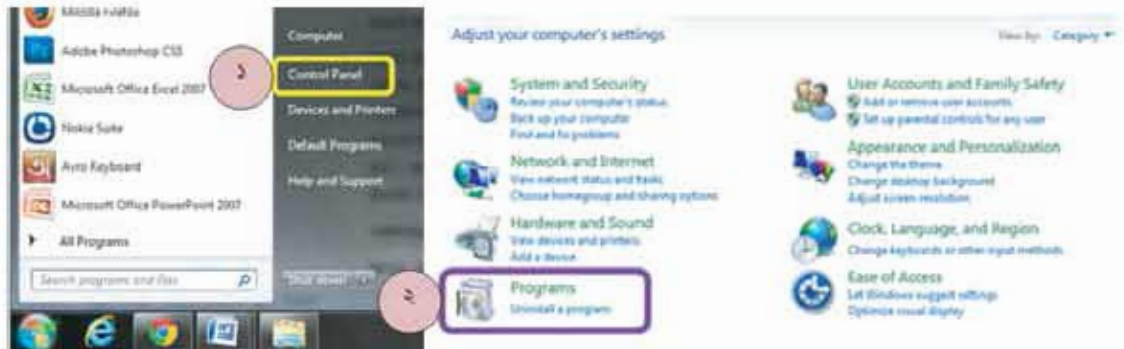 Mozilla Firefox
Adobe Photoshop CS5
Microsoft Office Excel 2007
Nokia Suite
Avro Keyboard
Microsoft Office PowerPoint 2007
All Programs
Search programs and files
Computer
Control Panel
Devices and Printers
Default Programs
Help and Support
Shut down
১
২
Adjust your computer's settings
View by: Category
System and Security
Review your computer's status
Back up your computer
Find and fix problems
Network and Internet
View network status and tasks
Choose homegroup and sharing options
Hardware and Sound
View devices and printers
Add a device
Programs
Uninstall a program
User Accounts and Family Safety
Add or remove user accounts
Set up parental controls for any user
Appearance and Personalization
Change the theme
Change desktop background
Adjust screen resolution
Clock, Language, and Region
Change keyboards or other input methods
Ease of Access
Let Windows suggest settings
Optimize visual display